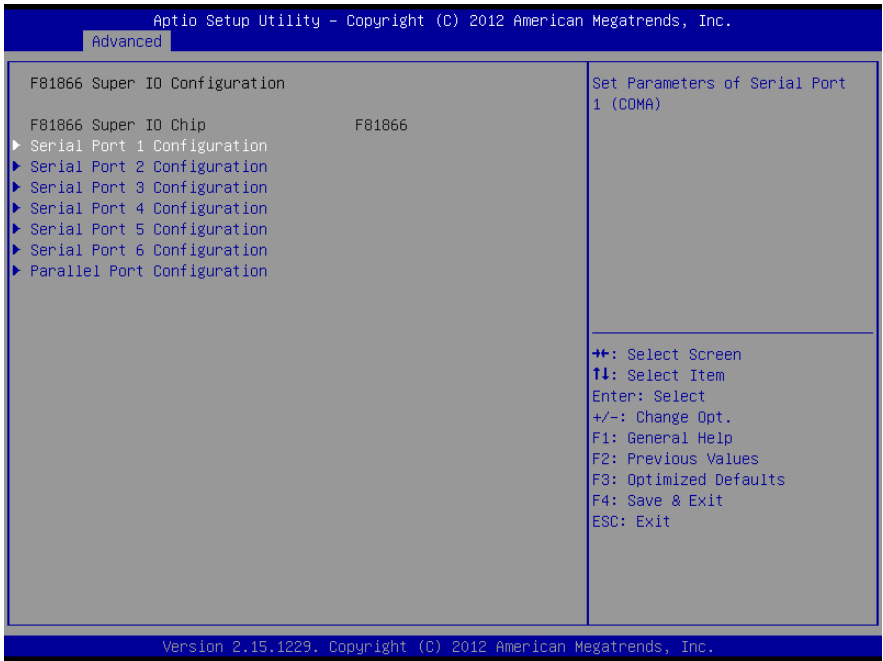 Aptio Setup Utility – Copyright (C) 2012 American Megatrends, Inc.
Advanced
F81866 Super IO Configuration
F81866 Super IO Chip F81866
Serial Port 1 Configuration
Serial Port 2 Configuration
Serial Port 3 Configuration
Serial Port 4 Configuration
Serial Port 5 Configuration
Serial Port 6 Configuration
Parallel Port Configuration
Set Parameters of Serial Port
1 (COMA)
→←: Select Screen
↑↓: Select Item
Enter: Select
+/-: Change Opt.
F1: General Help
F2: Previous Values
F3: Optimized Defaults
F4: Save & Exit
ESC: Exit
Version 2.15.1229. Copyright (C) 2012 American Megatrends, Inc.